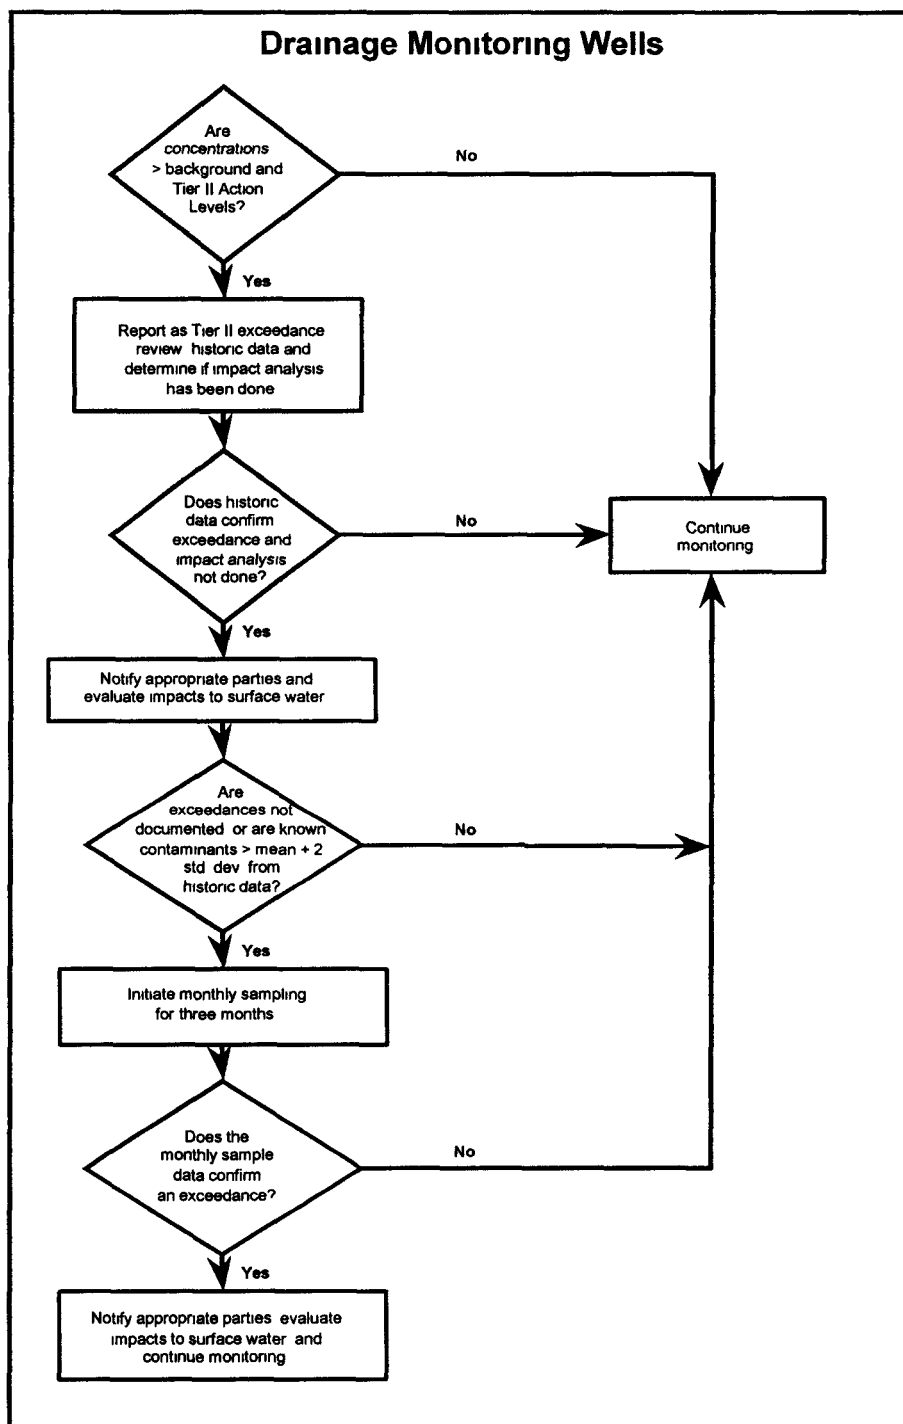 Drainage Monitoring Wells
Are
concentrations
> background and
Tier II Action
Levels?
No
Yes
Report as Tier II exceedance
review historic data and
determine if impact analysis
has been done
Does historic
data confirm
exceedance and
impact analysis
not done?
No
Continue
monitoring
Yes
Notify appropriate parties and
evaluate impacts to surface water
Are
exceedances not
documented or are known
contaminants > mean + 2
std dev from
historic data?
No
Yes
Initiate monthly sampling
for three months
Does the
monthly sample
data confirm
an exceedance?
No
Yes
Notify appropriate parties evaluate
impacts to surface water and
continue monitoring